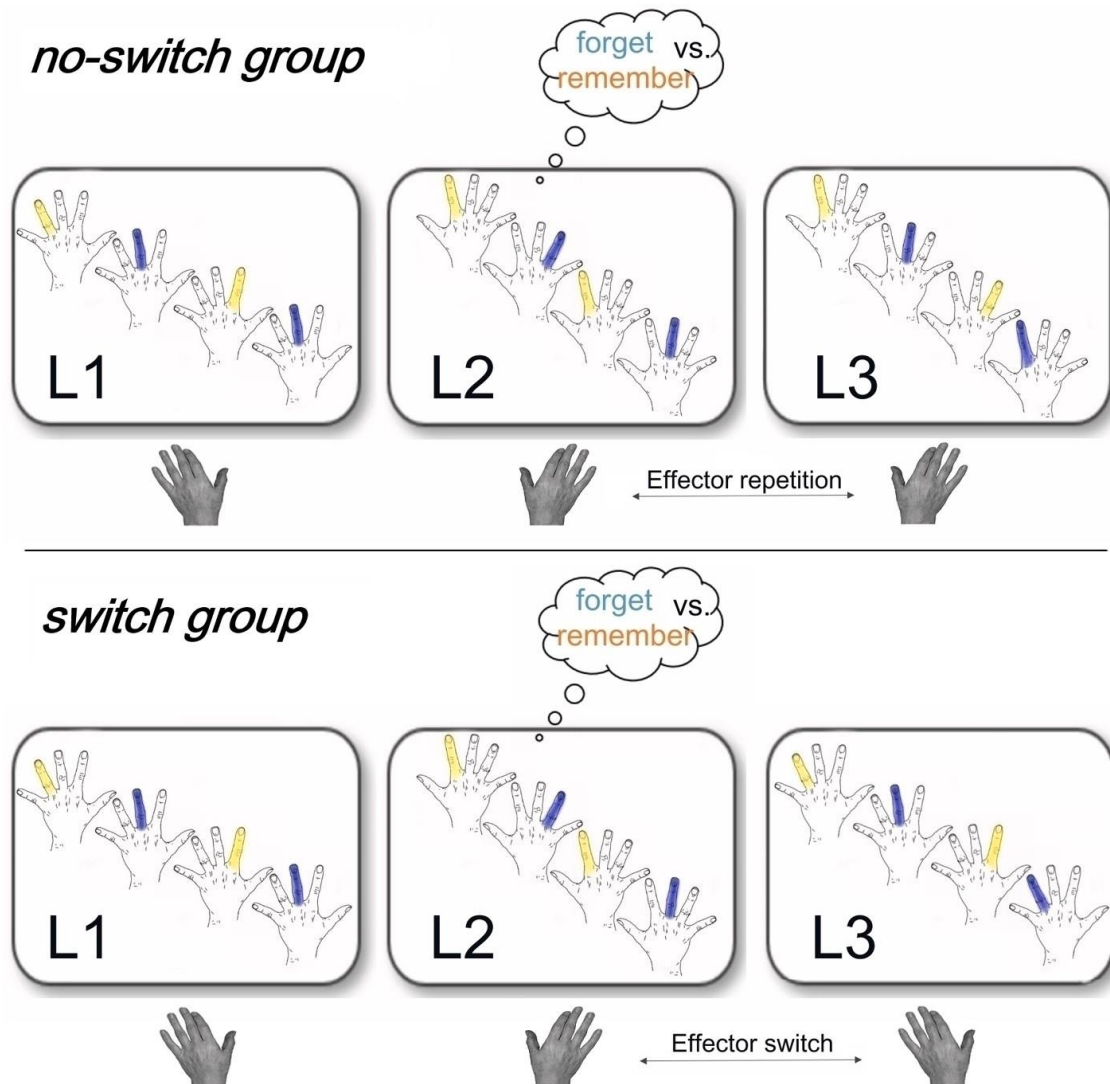 no-switch group
forget vs.
remember
L1
L2
L3
Effector repetition
switch group
forget vs.
remember
L1
L2
L3
Effector switch